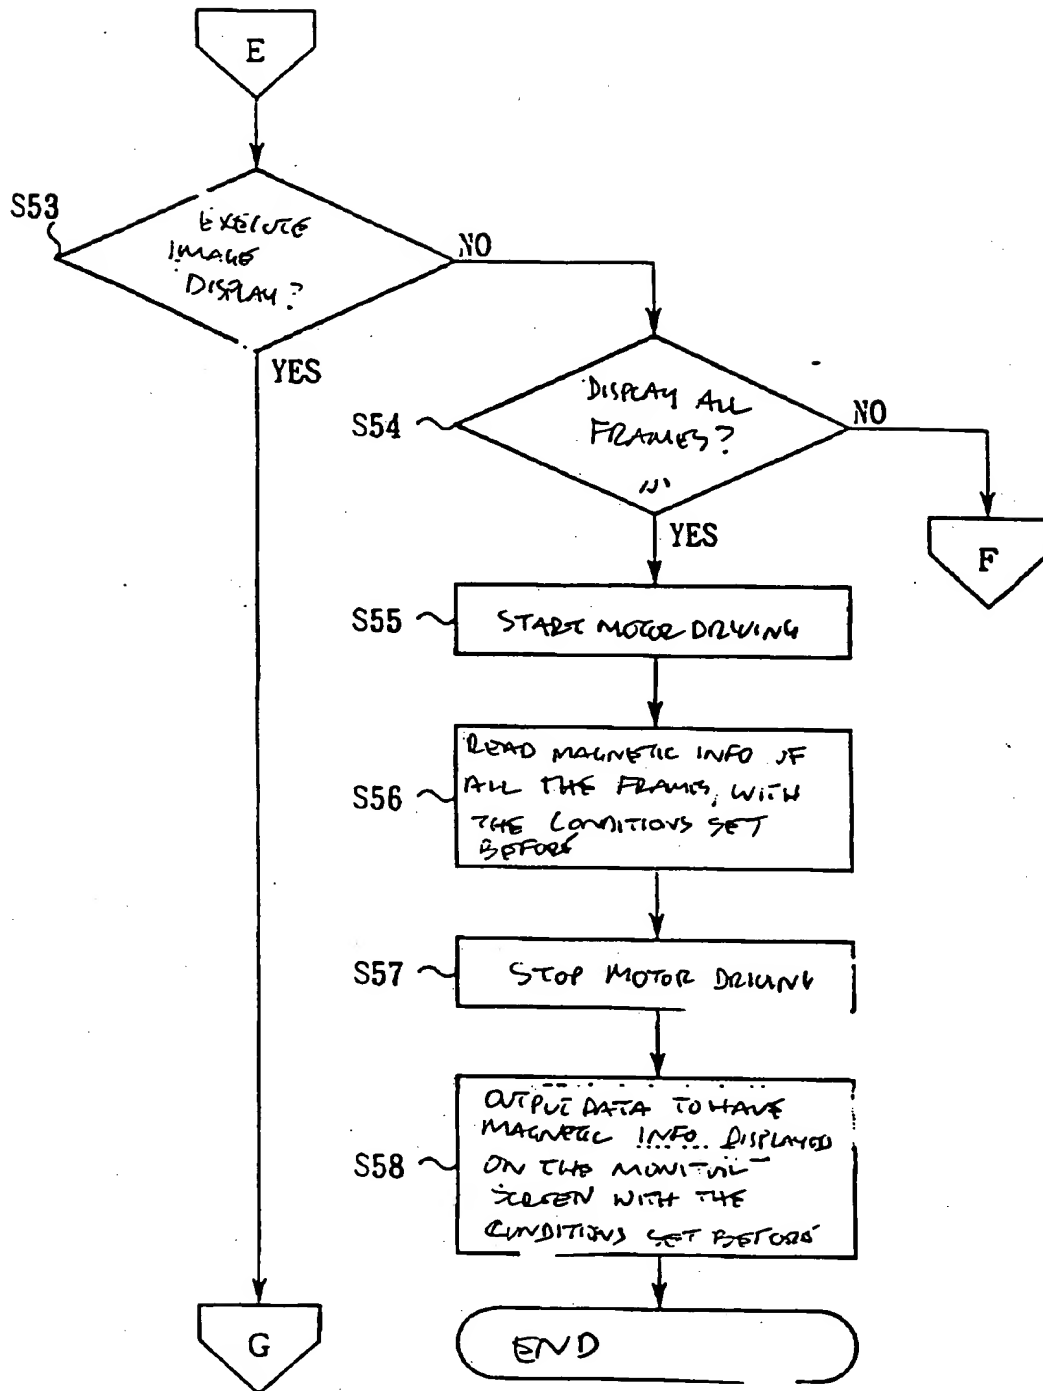 E
S53
EXECUTE
IMAGE
DISPLAY?
NO
YES
S54
DISPLAY ALL
FRAMES?
NO
YES
F
S55
START MOTOR DRIVING
S56
READ MAGNETIC INFO OF
ALL THE FRAMES, WITH
THE CONDITIONS SET
BEFORE
S57
STOP MOTOR DRIVING
S58
OUTPUT DATA TO HAVE
MAGNETIC INFO DISPLAYED
ON THE MONITOR
SCREEN WITH THE
CONDITIONS SET BEFORE
G
END